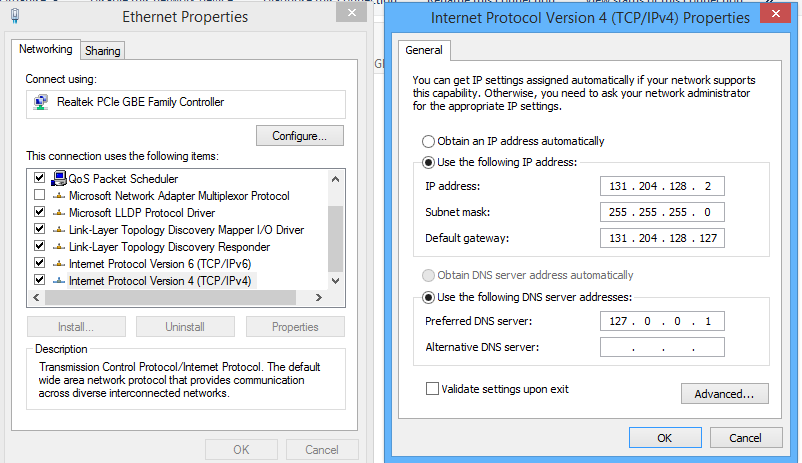 Ethernet Properties
Networking
Sharing
Connect using:
Realtek PCIe GBE Family Controller
Configure...
This connection uses the following items:
QoS Packet Scheduler
Microsoft Network Adapter Multiplexor Protocol
Microsoft LLDP Protocol Driver
Link-Layer Topology Discovery Mapper I/O Driver
Link-Layer Topology Discovery Responder
Internet Protocol Version 6 (TCP/IPv6)
Internet Protocol Version 4 (TCP/IPv4)
Install...
Uninstall
Properties
Description
Transmission Control Protocol/Internet Protocol. The default
wide area network protocol that provides communication
across diverse interconnected networks.
OK
Cancel
Internet Protocol Version 4 (TCP/IPv4) Properties
General
You can get IP settings assigned automatically if your network supports
this capability. Otherwise, you need to ask your network administrator
for the appropriate IP settings.
Obtain an IP address automatically
Use the following IP address:
IP address: 131 . 204 . 128 . 2
Subnet mask: 255 . 255 . 255 . 0
Default gateway: 131 . 204 . 128 . 127
Obtain DNS server address automatically
Use the following DNS server addresses:
Preferred DNS server: 127 . 0 . 0 . 1
Alternative DNS server: . . .
Validate settings upon exit
Advanced...
OK
Cancel